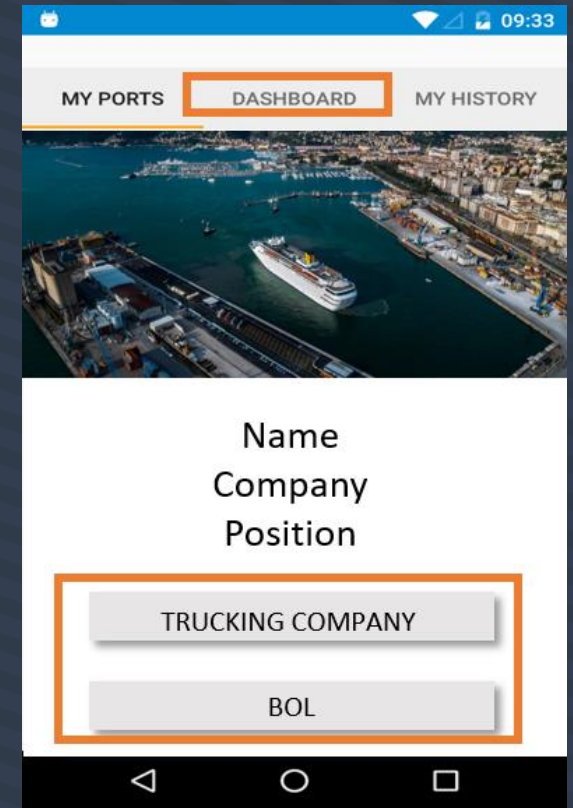 09:33
MY PORTS DASHBOARD MY HISTORY
Name
Company
Position
TRUCKING COMPANY
BOL